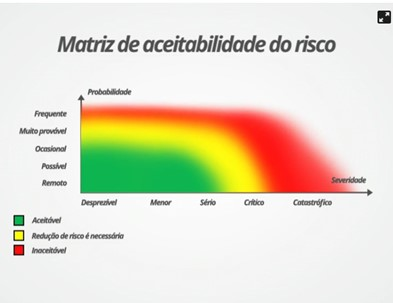 Matriz de aceitabilidade do risco
Probabilidade
Frequente
Muito provável
Ocasional
Possível
Remoto
Severidade
Desprezível Menor Sério Crítico Catastrófico
Aceitável
Redução de risco é necessária
Inaceitável